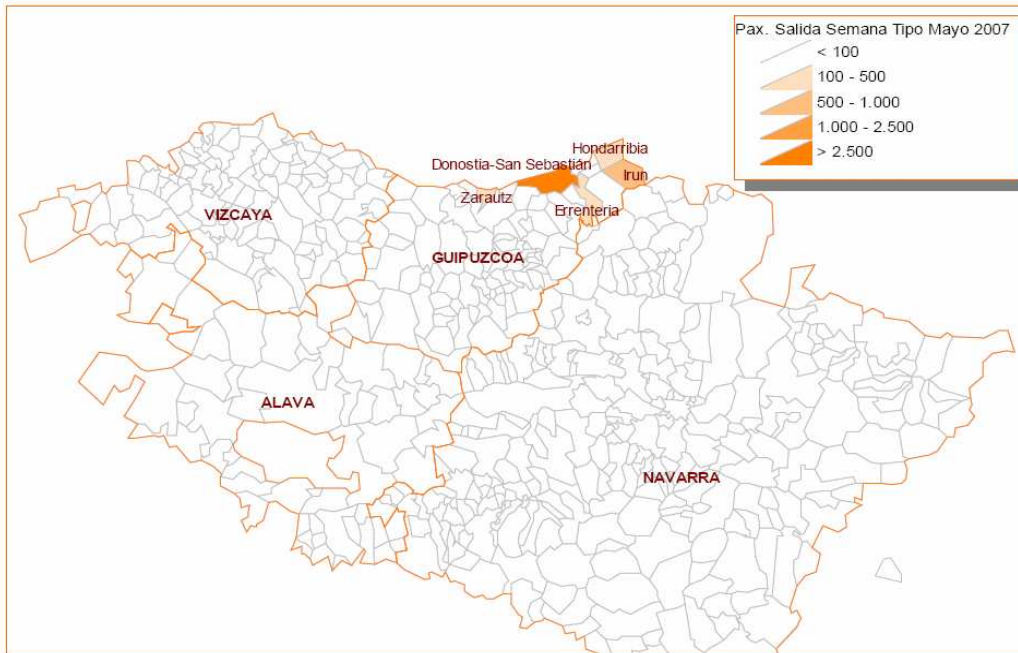 Pax. Salida Semana Tipo Mayo 2007
< 100
100 - 500
500 - 1.000
1.000 - 2.500
> 2.500
Hondarribia
Donostia-San Sebastián
Irun
Zarautz
Errenteria
VIZCAYA
GUIPUZCOA
ALAVA
NAVARRA